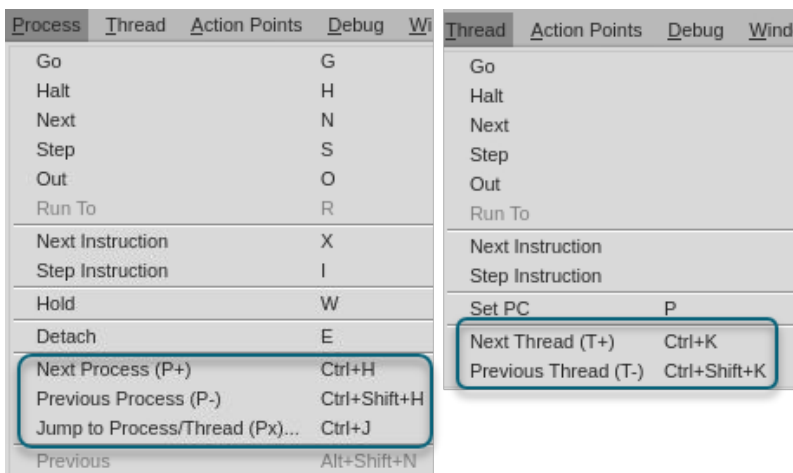 Process Thread Action Points Debug Wi
Go G
Halt H
Next N
Step S
Out O
Run To R
Next Instruction X
Step Instruction I
Hold W
Detach E
Next Process (P+) Ctrl+H
Previous Process (P-) Ctrl+Shift+H
Jump to Process/Thread (Px)... Ctrl+J
Previous Alt+Shift+N
Thread Action Points Debug Wind
Go
Halt
Next
Step
Out
Run To
Next Instruction
Step Instruction
Set PC P
Next Thread (T+) Ctrl+K
Previous Thread (T-) Ctrl+Shift+K